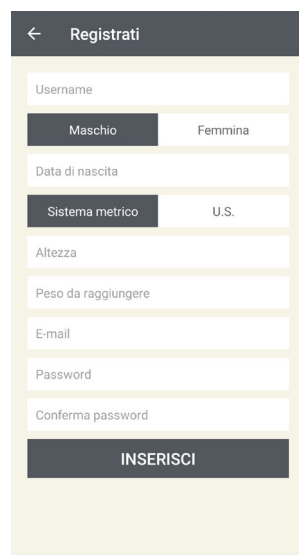 Registrati
Username
Maschio Femmina
Data di nascita
Sistema metrico U.S.
Altezza
Peso da raggiungere
E-mail
Password
Conferma password
INSERISCI